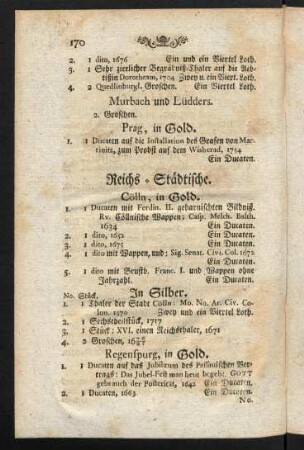 170
2. 1 dito, 1676 Ein und ein Viertel Loth.
3. 1 Sehr zierlicher Begräbniß-Thaler auf die Aeb-
tißin Dorotheam, 1704 Zwey u. ein Viert. Loth.
4. 2 Quedlinburgl. Groschen. Ein Viertel Loth.
Murbach und Lüdders.
2. Groschen.
Prag, in Gold.
1. 1 Ducaten auf die Installation des Grafen von Mar-
tinitz, zum Probst auf dem Wisherad, 1734
Ein Ducaten.
Reichs-Städtische.
Cölln, in Gold.
1. 1 Ducaten mit Ferdin. II. geharnischten Bildniß.
Rv. Cöllnische Wappen; Casp. Melch. Balth.
1634 Ein Ducaten.
2. 1 dito, 1652 Ein Ducaten.
3. 1 dito, 1675 Ein Ducaten.
4. 1 dito mit Wappen, und; Sig. Senat. Civi. Col. 1672
Ein Ducaten.
5. 1 dito mit Brustb. Franc. I. und Wappen ohne
Jahrzahl. Ein Ducaten.
No. Stück. In Silber.
1. 1 Thaler der Stadt Cölln: Mo. No. Ar. Civ. Co-
lon. 1570 Zwey und ein Viertel Loth.
2. 1 Sechstheilstück, 1717
3. 1 Stück: XVI. einen Reichsthaler, 1671
4. 2 Groschen,
Regenspurg, in Gold.
1. 1 Ducaten auf daß Jubilæum des Passauischen Ver-
trags: Das Jubel-Fest man heut begeht. GOTT
gebrauch der Posteritæt, 1642 Ein Ducaten.
2. 1 Ducaten, 1663 Ein Ducaten.
No.